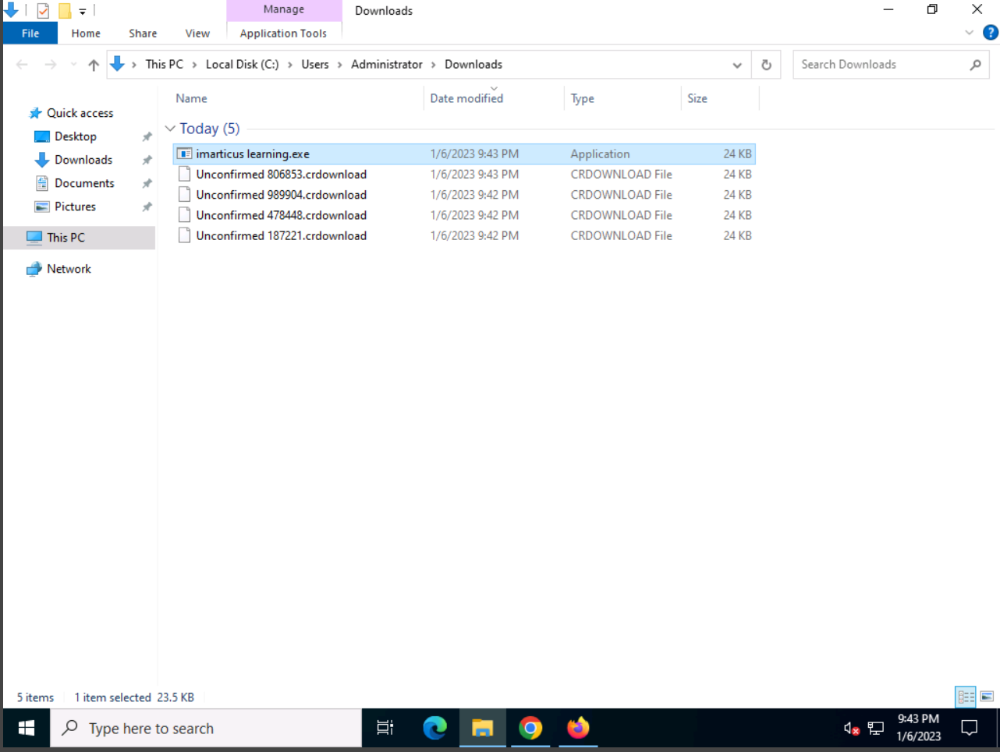 Manage
Downloads
File
Home
Share
View
Application Tools
?
This PC > Local Disk (C:) > Users > Administrator > Downloads
Search Downloads
Name
Date modified
Type
Size
Quick access
Desktop
Downloads
Documents
Pictures
This PC
Network
Today (5)
imarticus learning.exe 1/6/2023 9:43 PM Application 24 KB
Unconfirmed 806853.crdownload 1/6/2023 9:43 PM CRDOWNLOAD File 24 KB
Unconfirmed 989904.crdownload 1/6/2023 9:42 PM CRDOWNLOAD File 24 KB
Unconfirmed 478448.crdownload 1/6/2023 9:42 PM CRDOWNLOAD File 24 KB
Unconfirmed 187221.crdownload 1/6/2023 9:42 PM CRDOWNLOAD File 24 KB
5 items
1 item selected 23.5 KB
Type here to search
9:43 PM
1/6/2023